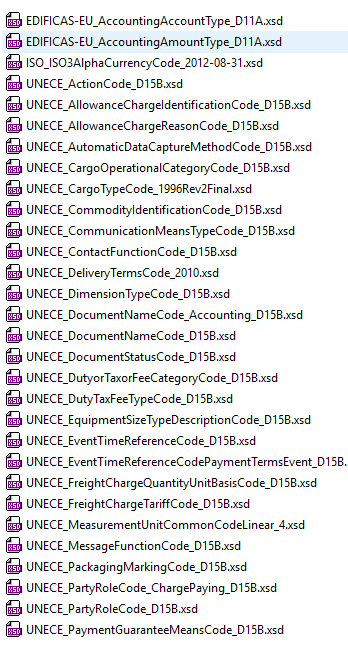 EDIFICAS-EU_AccountingAccountType_D11A.xsd
EDIFICAS-EU_AccountingAmountType_D11A.xsd
ISO_ISO3AlphaCurrencyCode_2012-08-31.xsd
UNECE_ActionCode_D15B.xsd
UNECE_AllowanceChargeIdentificationCode_D15B.xsd
UNECE_AllowanceChargeReasonCode_D15B.xsd
UNECE_AutomaticDataCaptureMethodCode_D15B.xsd
UNECE_CargoOperationalCategoryCode_D15B.xsd
UNECE_CargoTypeCode_1996Rev2Final.xsd
UNECE_CommodityIdentificationCode_D15B.xsd
UNECE_CommunicationMeansTypeCode_D15B.xsd
UNECE_ContactFunctionCode_D15B.xsd
UNECE_DeliveryTermsCode_2010.xsd
UNECE_DimensionTypeCode_D15B.xsd
UNECE_DocumentNameCode_Accounting_D15B.xsd
UNECE_DocumentNameCode_D15B.xsd
UNECE_DocumentStatusCode_D15B.xsd
UNECE_DutyorTaxorFeeCategoryCode_D15B.xsd
UNECE_DutyTaxFeeTypeCode_D15B.xsd
UNECE_EquipmentSizeTypeDescriptionCode_D15B.xsd
UNECE_EventTimeReferenceCode_D15B.xsd
UNECE_EventTimeReferenceCodePaymentTermsEvent_D15B.
UNECE_FreightChargeQuantityUnitBasisCode_D15B.xsd
UNECE_FreightChargeTariffCode_D15B.xsd
UNECE_MeasurementUnitCommonCodeLinear_4.xsd
UNECE_MessageFunctionCode_D15B.xsd
UNECE_PackagingMarkingCode_D15B.xsd
UNECE_PartyRoleCode_ChargePaying_D15B.xsd
UNECE_PartyRoleCode_D15B.xsd
UNECE_PaymentGuaranteeMeansCode_D15B.xsd